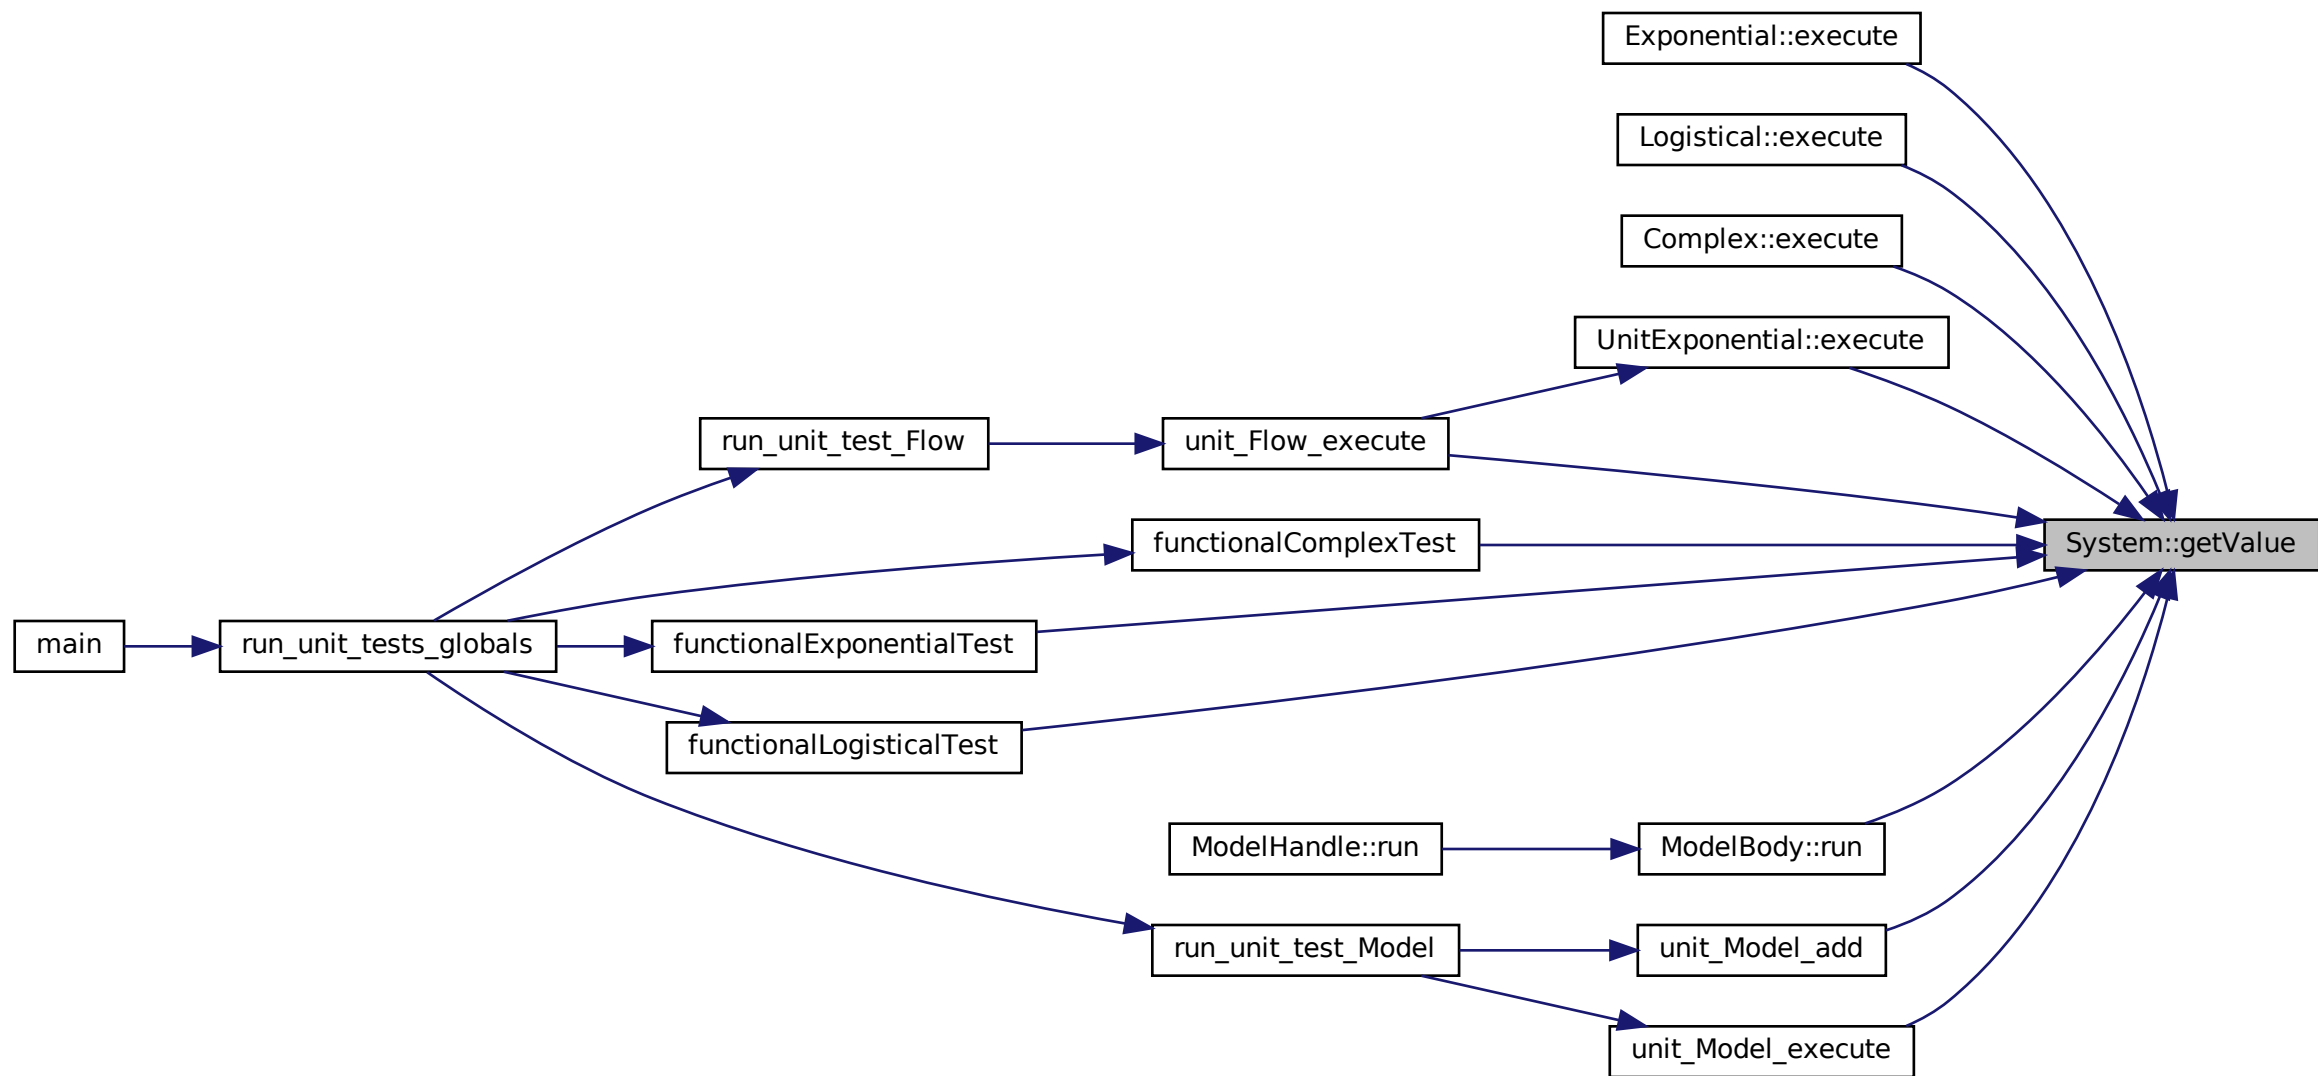 Exponential::execute
Logistical::execute
Complex::execute
UnitExponential::execute
run_unit_test_Flow
unit_Flow_execute
functionalComplexTest
System::getValue
main
run_unit_tests_globals
functionalExponentialTest
functionalLogisticalTest
ModelHandle::run
ModelBody::run
run_unit_test_Model
unit_Model_add
unit_Model_execute